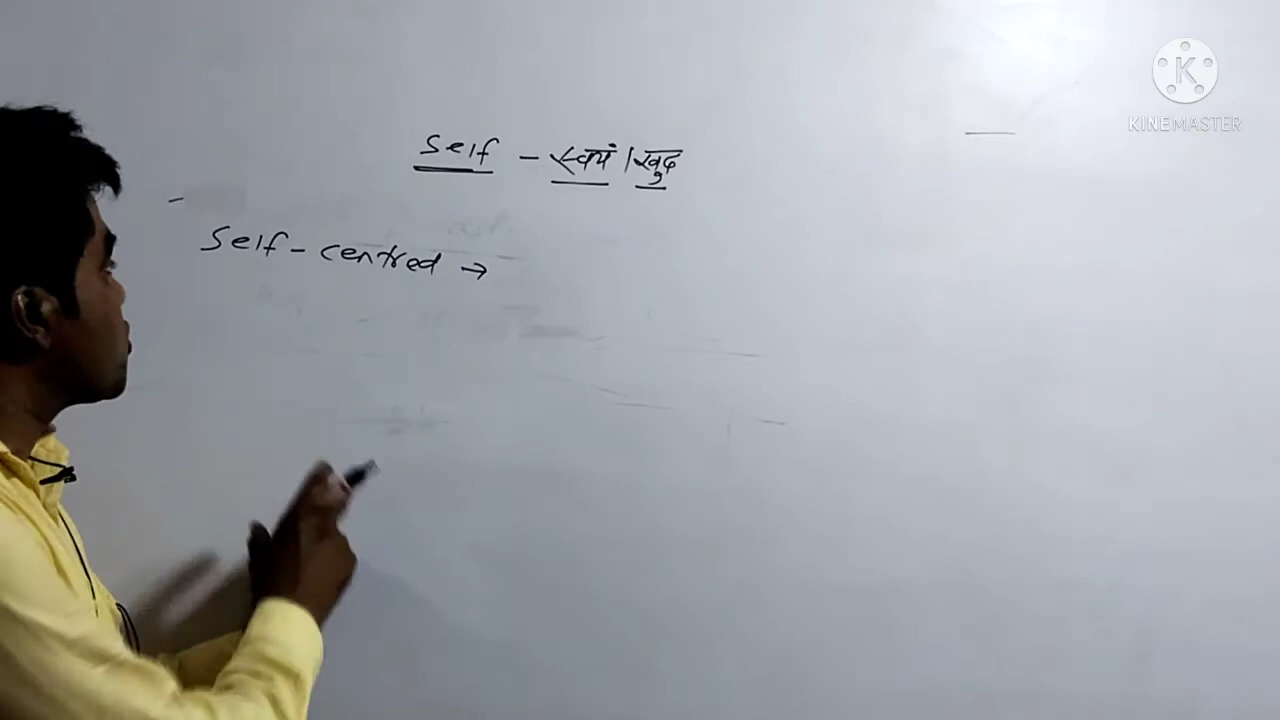 Self - स्वयं | खुद
Self - centred →
KINEMASTER